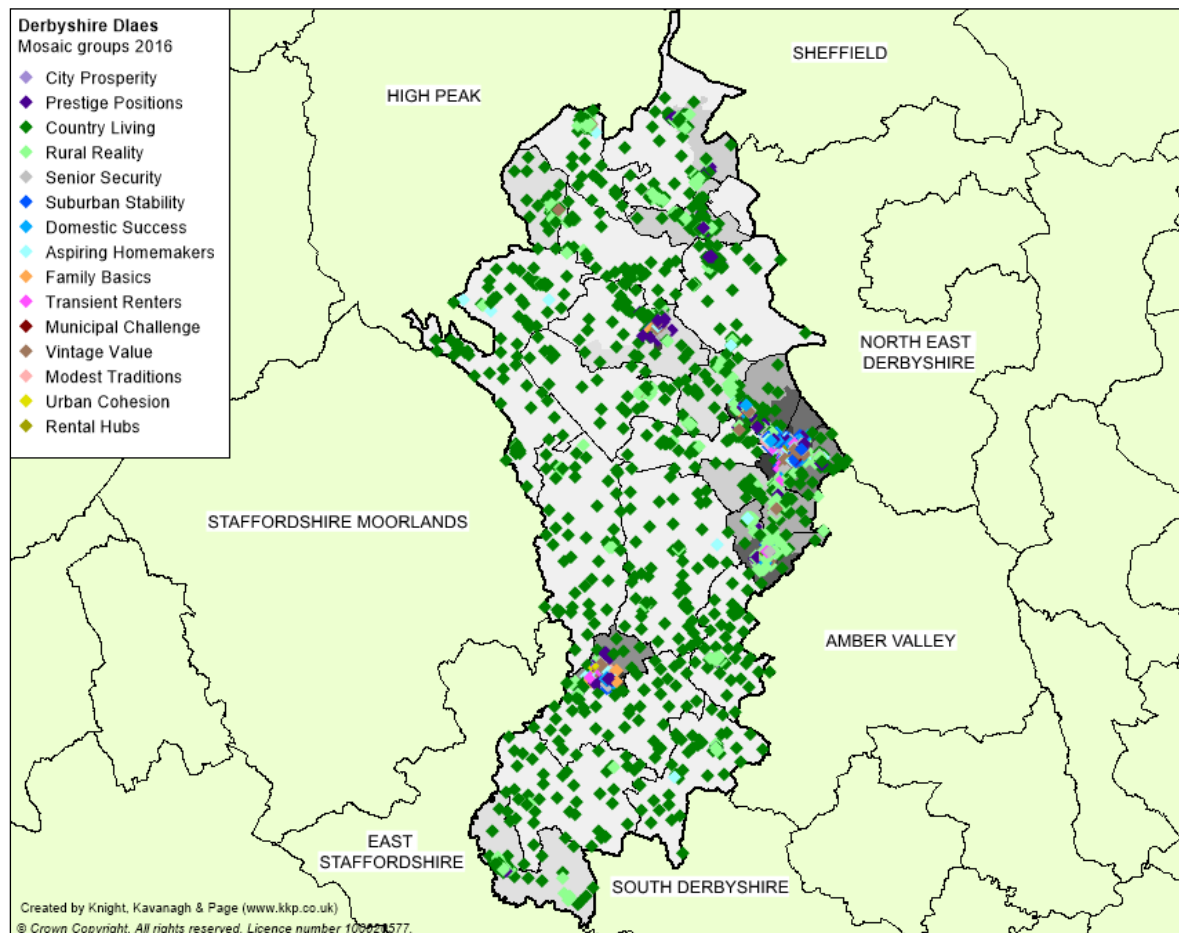 Derbyshire Dlaes
Mosaic groups 2016
City Prosperity
Prestige Positions
Country Living
Rural Reality
Senior Security
Suburban Stability
Domestic Success
Aspiring Homemakers
Family Basics
Transient Renters
Municipal Challenge
Vintage Value
Modest Traditions
Urban Cohesion
Rental Hubs
SHEFFIELD
HIGH PEAK
NORTH EAST
DERBYSHIRE
STAFFORDSHIRE MOORLANDS
AMBER VALLEY
EAST
STAFFORDSHIRE
SOUTH DERBYSHIRE
Created by Knight, Kavanagh & Page (www.kkp.co.uk)
© Crown Copyright. All rights reserved. Licence number 100020577.